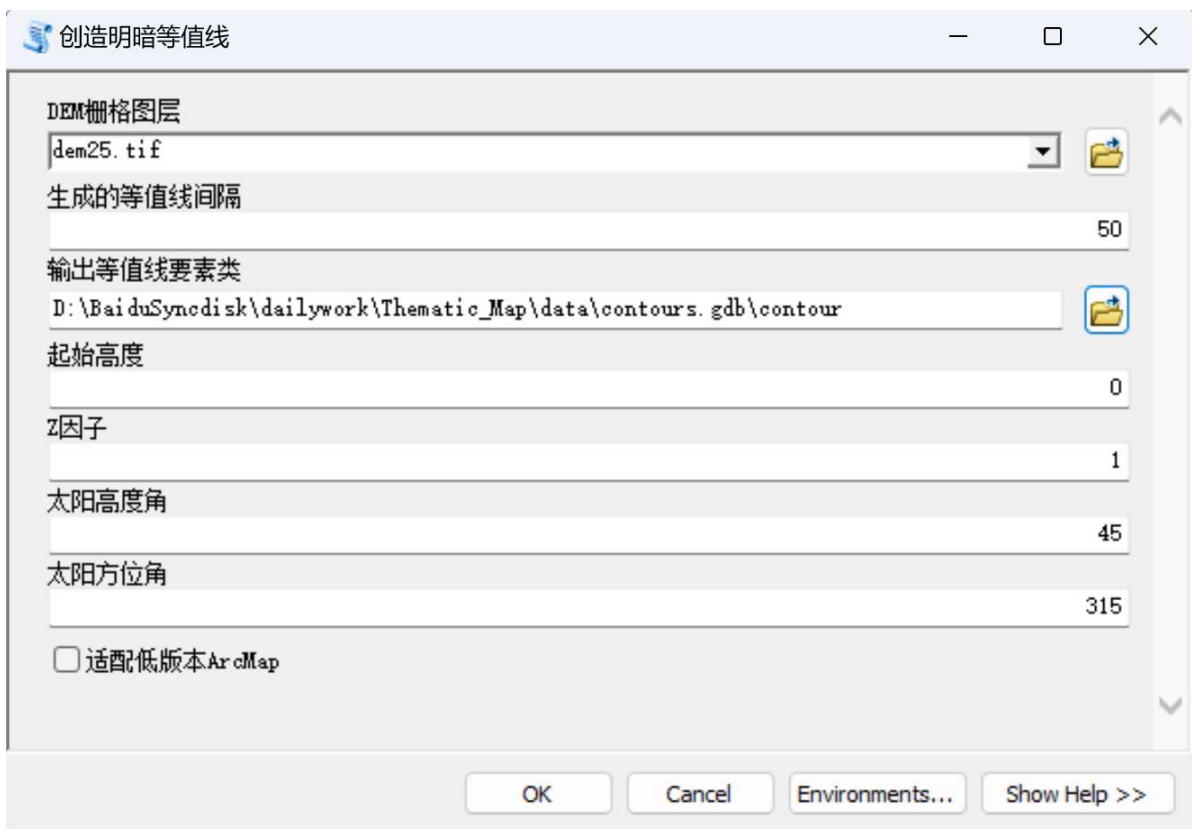 创造明暗等值线
DEM栅格图层
dem25.tif
生成的等值线间隔
50
输出等值线要素类
D:\BaiduSyncdisk\dailywork\Thematic_Map\data\contours.gdb\contour
起始高度
0
Z因子
1
太阳高度角
45
太阳方位角
315
适配低版本ArcMap
OK Cancel Environments... Show Help >>